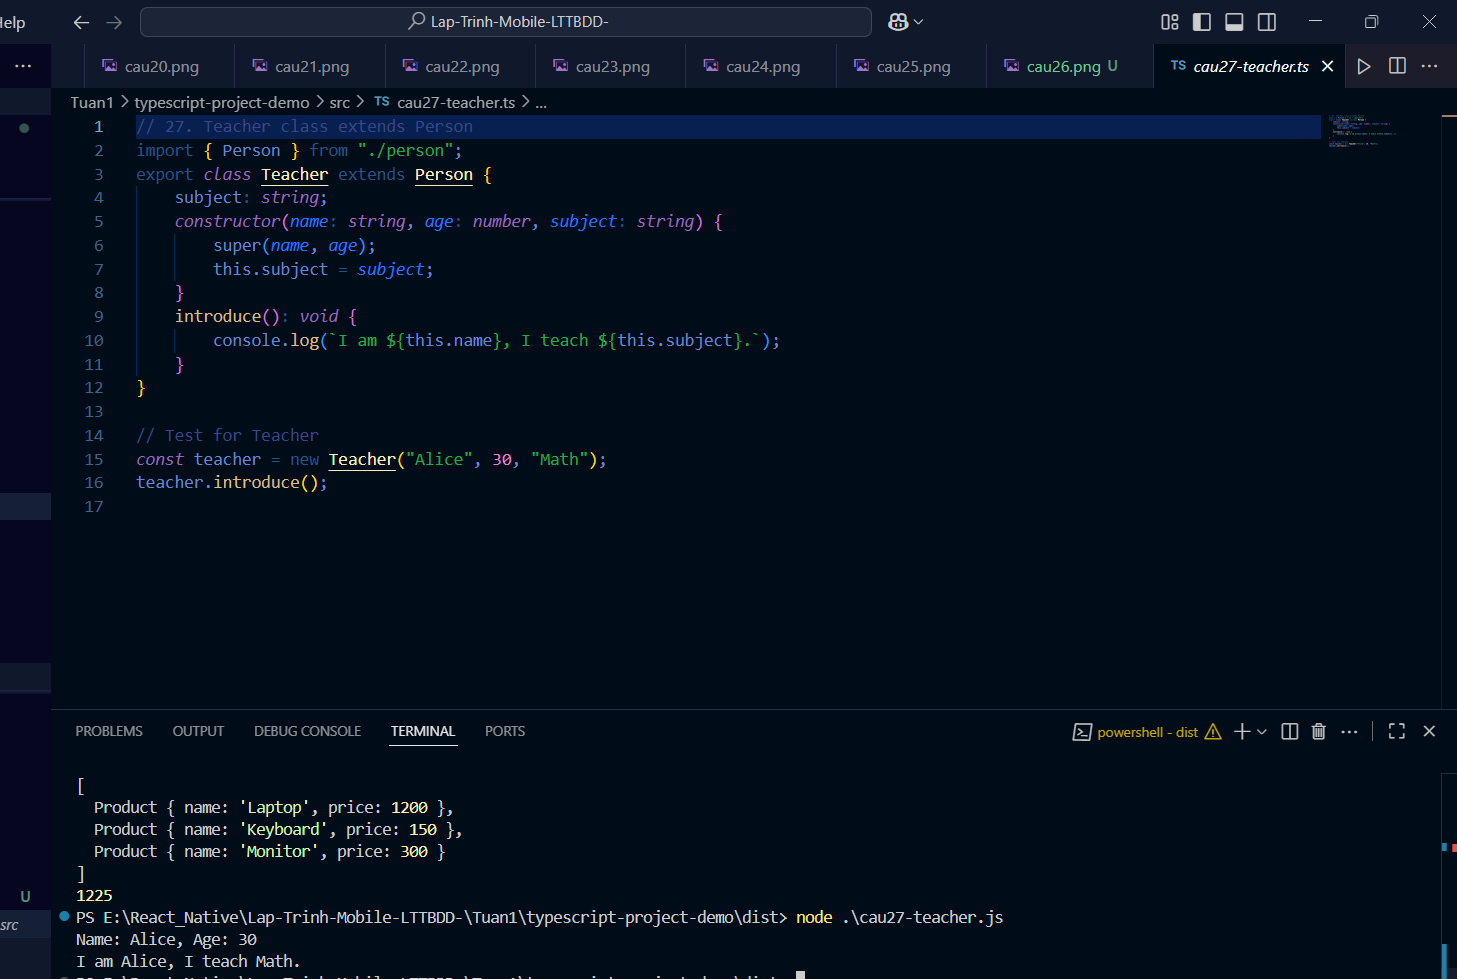 Help
Lap-Trinh-Mobile-LTTBDD-
cau20.png cau21.png cau22.png cau23.png cau24.png cau25.png cau26.png U TS cau27-teacher.ts
Tuan1 > typescript-project-demo > src > TS cau27-teacher.ts > ...
1 // 27. Teacher class extends Person
2 import { Person } from "./person";
3 export class Teacher extends Person {
4 subject: string;
5 constructor(name: string, age: number, subject: string) {
6 super(name, age);
7 this.subject = subject;
8 }
9 introduce(): void {
10 console.log(`I am ${this.name}, I teach ${this.subject}.`);
11 }
12 }
13
14 // Test for Teacher
15 const teacher = new Teacher("Alice", 30, "Math");
16 teacher.introduce();
17
PROBLEMS OUTPUT DEBUG CONSOLE TERMINAL PORTS
powershell - dist
[
Product { name: 'Laptop', price: 1200 },
Product { name: 'Keyboard', price: 150 },
Product { name: 'Monitor', price: 300 }
]
1225
U
PS E:\React_Native\Lap-Trinh-Mobile-LTTBDD-\Tuan1\typescript-project-demo\dist> node .\cau27-teacher.js
src
Name: Alice, Age: 30
I am Alice, I teach Math.